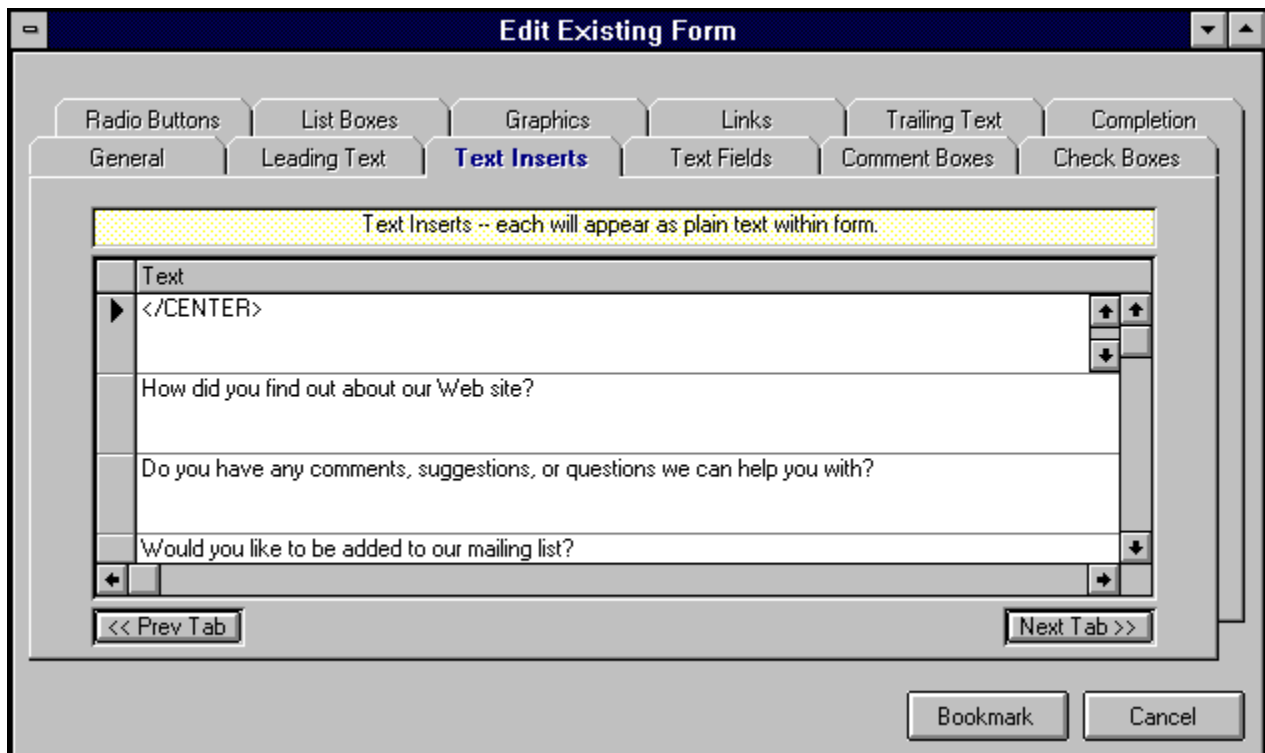 Edit Existing Form
Radio Buttons List Boxes Graphics Links Trailing Text Completion
General Leading Text Text Inserts Text Fields Comment Boxes Check Boxes
Text Inserts -- each will appear as plain text within form.
Text
</CENTER>
How did you find out about our Web site?
Do you have any comments, suggestions, or questions we can help you with?
Would you like to be added to our mailing list?
<< Prev Tab Next Tab >>
Bookmark Cancel